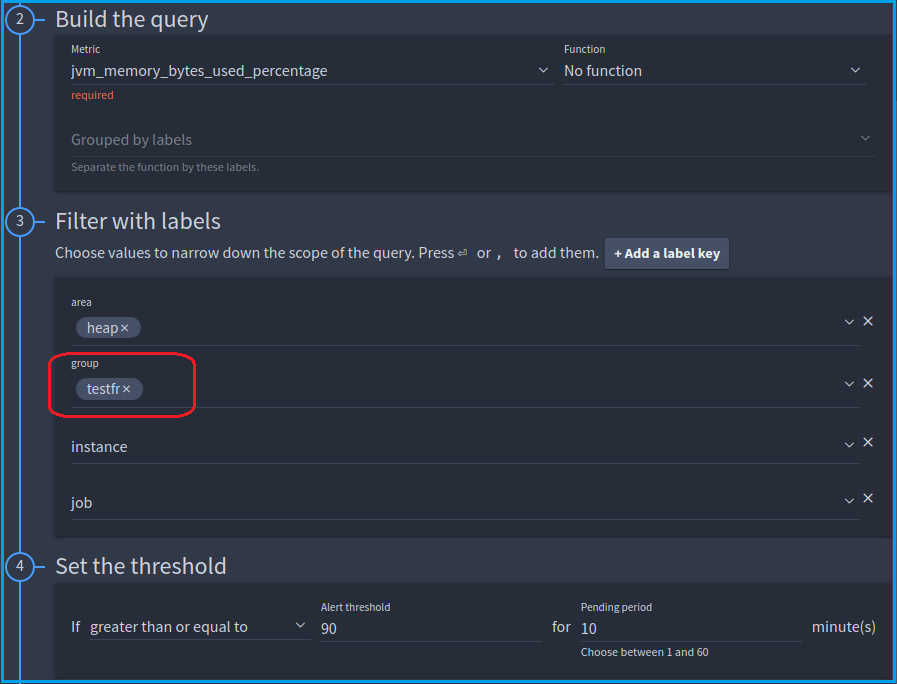 2 Build the query
Metric Function
jvm_memory_bytes_used_percentage No function
required
Grouped by labels
Separate the function by these labels.
3 Filter with labels
Choose values to narrow down the scope of the query. Press ⏎ or , to add them. + Add a label key
area
heap ×
group
testfr ×
instance
job
4 Set the threshold
Alert threshold Pending period
If greater than or equal to 90 for 10 minute(s)
Choose between 1 and 60